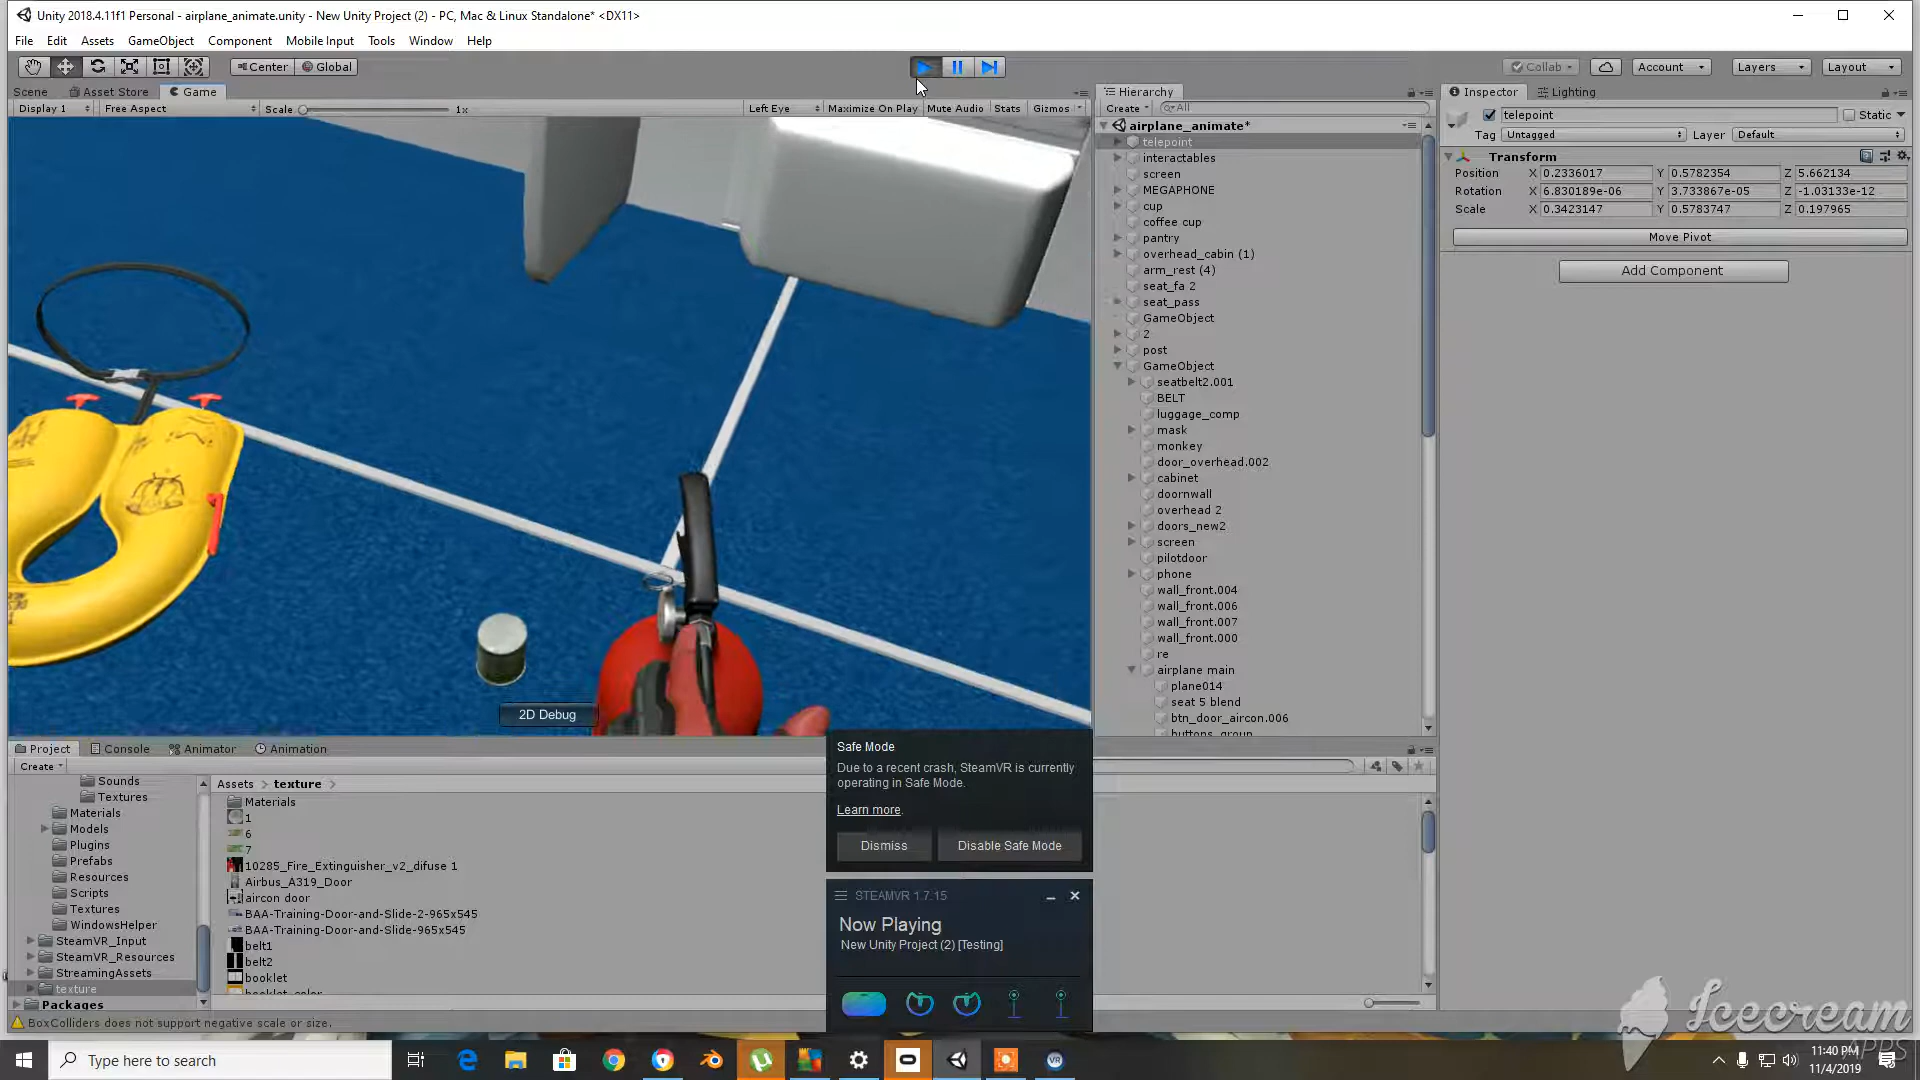 Unity 2018.4.11f1 Personal - airplane_animate.unity - New Unity Project (2) - PC, Mac & Linux Standalone* <DX11>
File Edit Assets GameObject Component Mobile Input Tools Window Help
Center Global Collab Account Layers Layout
Scene Asset Store Game
Display 1 Free Aspect Scale 1x Left Eye Maximize On Play Mute Audio Stats Gizmos
2D Debug
Hierarchy
Create All
airplane_animate*
telepoint
interactables
screen
MEGAPHONE
cup
coffee cup
pantry
overhead_cabin (1)
arm_rest (4)
seat_fa 2
seat_pass
GameObject
2
post
GameObject
seatbelt2.001
BELT
luggage_comp
mask
monkey
door_overhead.002
cabinet
doornwall
overhead 2
doors_new2
screen
pilotdoor
phone
wall_front.004
wall_front.006
wall_front.007
wall_front.000
re
airplane main
plane014
seat 5 blend
btn_door_aircon.006
buttons_group
Inspector Lighting
telepoint Static
Tag Untagged Layer Default
Transform
Position X 0.2336017 Y 0.5782354 Z 5.662134
Rotation X 6.830189e-06 Y 3.733867e-05 Z -1.03133e-12
Scale X 0.3423147 Y 0.5783747 Z 0.197965
Move Pivot
Add Component
Project Console Animator Animation
Create
Sounds
Textures
Materials
Models
Plugins
Prefabs
Resources
Scripts
Textures
WindowsHelper
SteamVR_Input
SteamVR_Resources
StreamingAssets
texture
Packages
Assets texture
Materials
1
6
7
10285_Fire_Extinguisher_v2_difuse 1
Airbus_A319_Door
aircon door
BAA-Training-Door-and-Slide-2-965x545
BAA-Training-Door-and-Slide-965x545
belt1
belt2
booklet
booklet_color
BoxColliders does not support negative scale or size.
Safe Mode
Due to a recent crash, SteamVR is currently
operating in Safe Mode.
Learn more.
Dismiss Disable Safe Mode
STEAMVR 1.7.15
Now Playing
New Unity Project (2) [Testing]
Icecream
APPS
Type here to search
VR
11:40 PM
11/4/2019